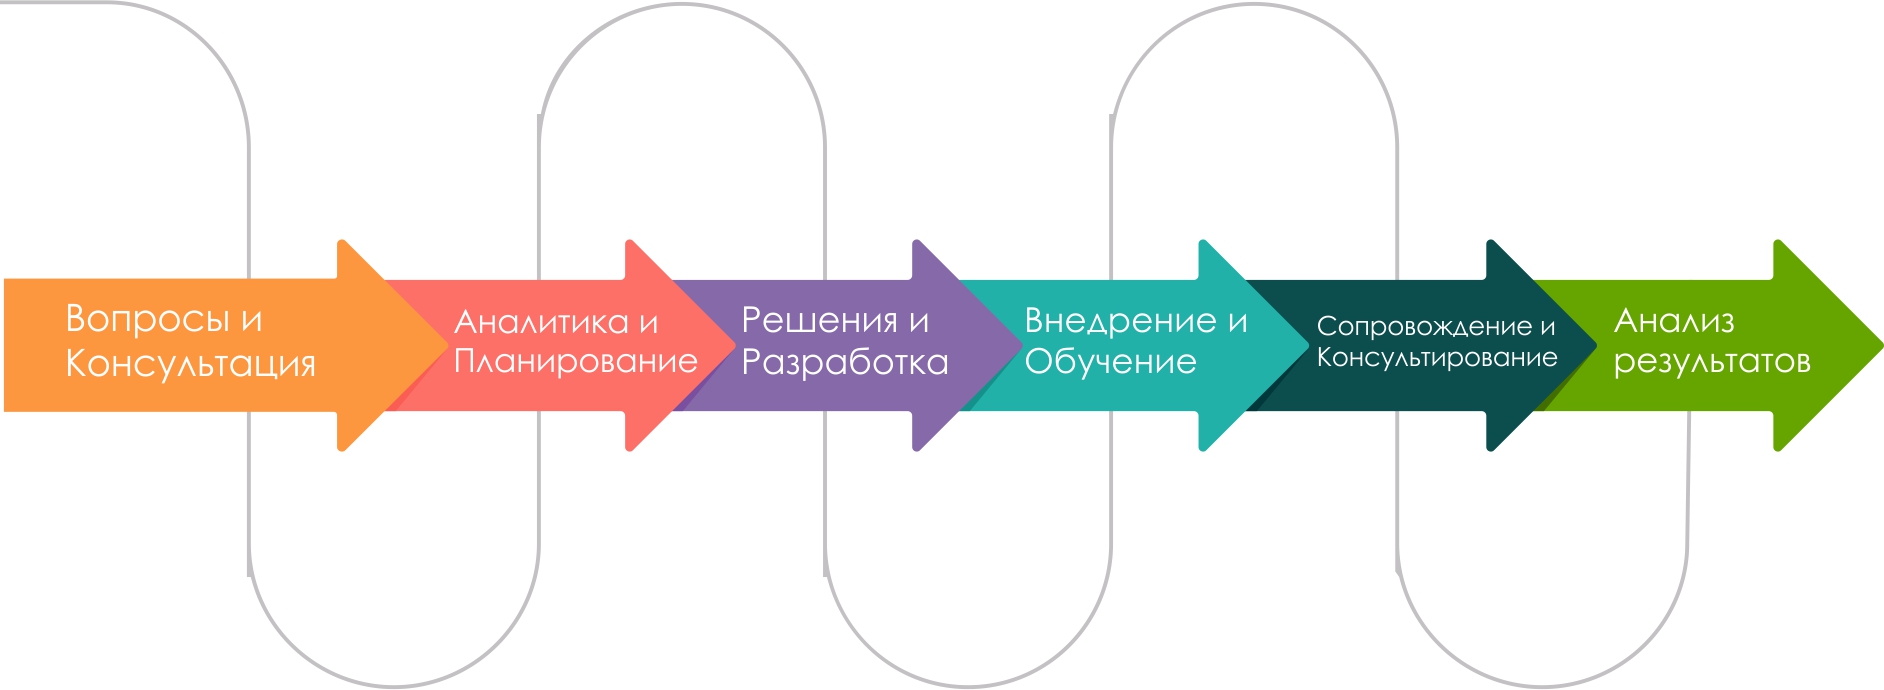 Вопросы и
Консультация
Аналитика и
Планирование
Решения и
Разработка
Внедрение и
Обучение
Сопровождение и
Консультирование
Анализ
результатов